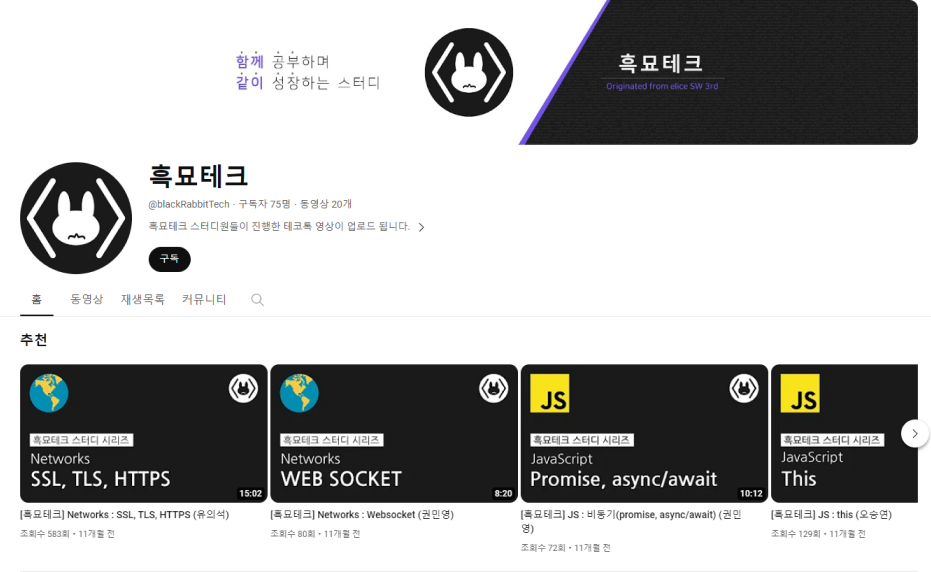 함께 공부하며
같이 성장하는 스터디
흑묘테크
Originated from elice SW 3rd
흑묘테크
@blackRabbitTech · 구독자 75명 · 동영상 20개
흑묘테크 스터디원들이 진행한 테코톡 영상이 업로드 됩니다.
구독
홈 동영상 재생목록 커뮤니티
추천
흑묘테크 스터디 시리즈
Networks
SSL, TLS, HTTPS
15:02
[흑묘테크] Networks : SSL, TLS, HTTPS (유의석)
조회수 583회 • 11개월 전
흑묘테크 스터디 시리즈
Networks
WEB SOCKET
8:20
[흑묘테크] Networks : Websocket (권민영)
조회수 80회 • 11개월 전
JS
흑묘테크 스터디 시리즈
JavaScript
Promise, async/await
10:12
[흑묘테크] JS : 비동기(promise, async/await) (권민
영)
조회수 72회 • 11개월 전
JS
흑묘테크 스터디 시리즈
JavaScript
This
[흑묘테크] JS : this (오승연)
조회수 129회 • 11개월 전